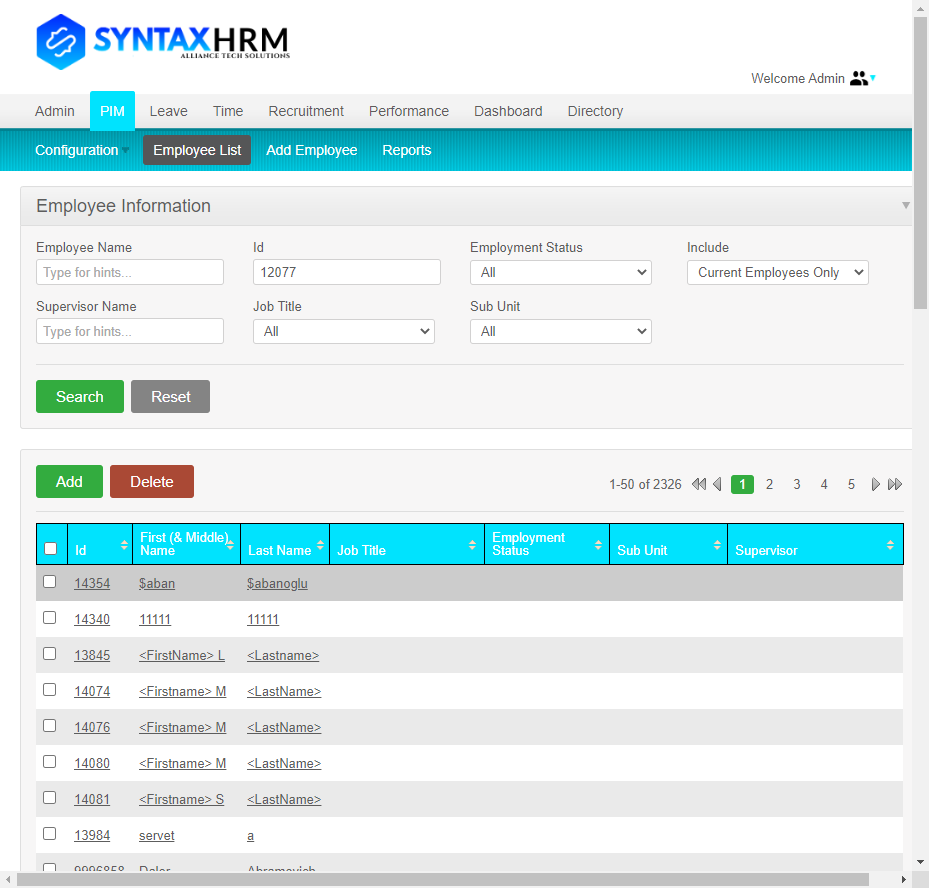 SYNTAXHRM
ALLIANCE TECH SOLUTIONS
Welcome Admin
Admin PIM Leave Time Recruitment Performance Dashboard Directory
Configuration Employee List Add Employee Reports
Employee Information
Employee Name Id Employment Status Include
Type for hints... 12077 All Current Employees Only
Supervisor Name Job Title Sub Unit
Type for hints... All All
Search Reset
Add Delete 1-50 of 2326 1 2 3 4 5
Id First (& Middle) Name Last Name Job Title Employment Status Sub Unit Supervisor
14354 $aban $abanoglu
14340 11111 11111
13845 <FirstName> L <Lastname>
14074 <Firstname> M <LastName>
14076 <Firstname> M <LastName>
14080 <Firstname> M <LastName>
14081 <Firstname> S <LastName>
13984 servet a
9996858 Delar Abramovich